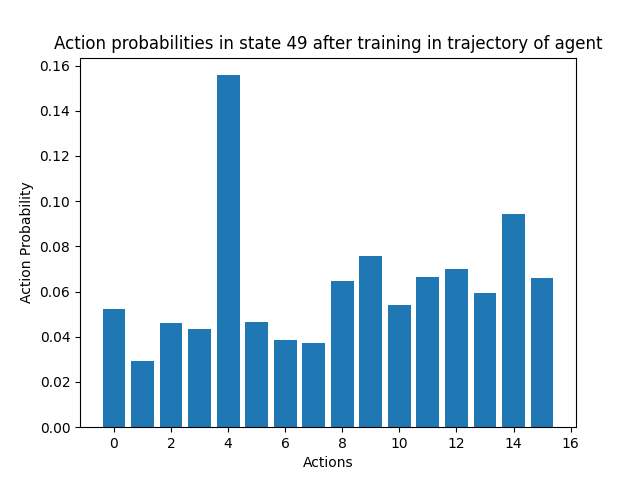 Action probabilities in state 49 after training in trajectory of agent
0.16
0.14
0.12
0.10
0.08
0.06
0.04
0.02
0.00
Action Probability
0 2 4 6 8 10 12 14 16
Actions